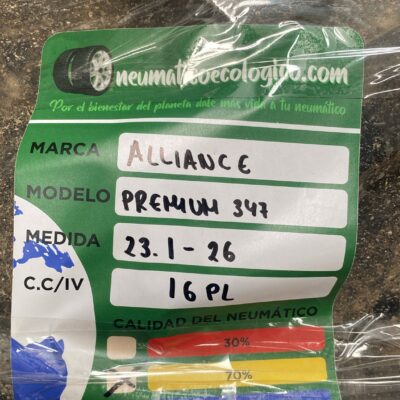 neumaticoecologico.com
Por el bienestar del planeta date más vida a tu neumático
MARCA ALLIANCE
MODELO PREMIUM 347
MEDIDA 23.1-26
C.C/IV 16 PL
CALIDAD DEL NEUMÁTICO
30%
70%